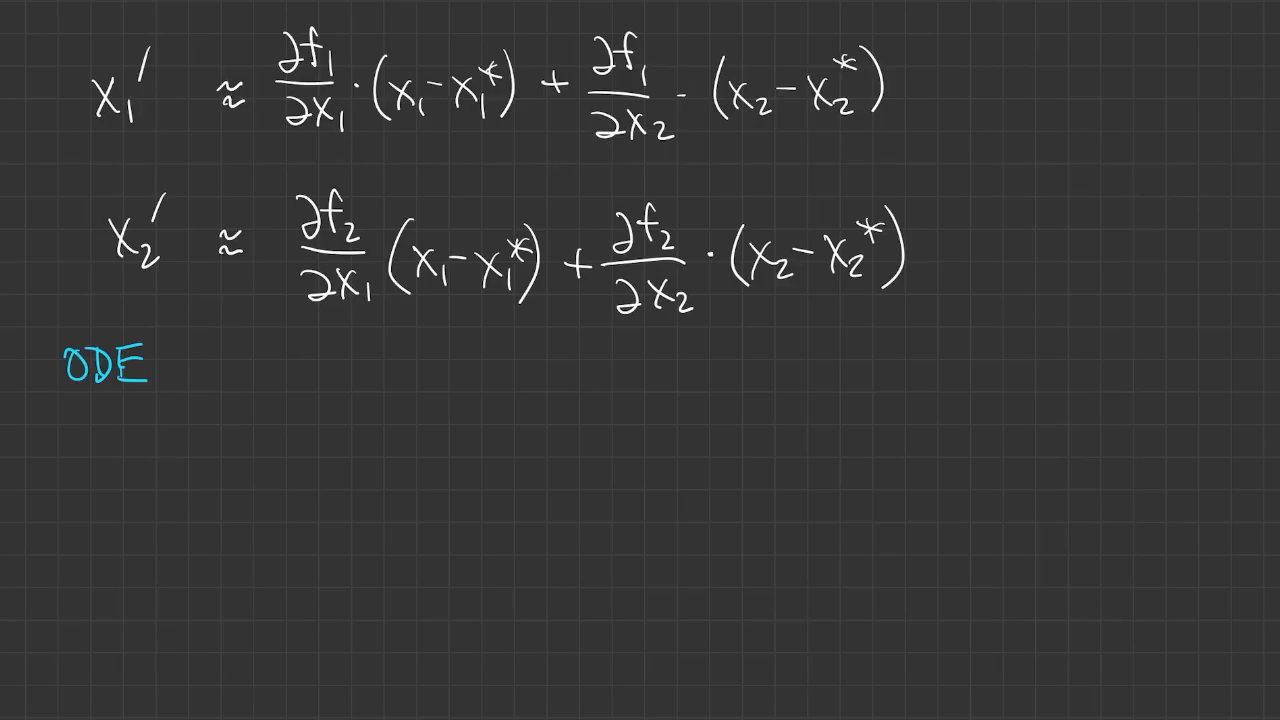 x₁′ ≈ ∂f₁/∂x₁ · (x₁ − x₁*) + ∂f₁/∂x₂ · (x₂ − x₂*)
x₂′ ≈ ∂f₂/∂x₁ (x₁ − x₁*) + ∂f₂/∂x₂ · (x₂ − x₂*)
ODE